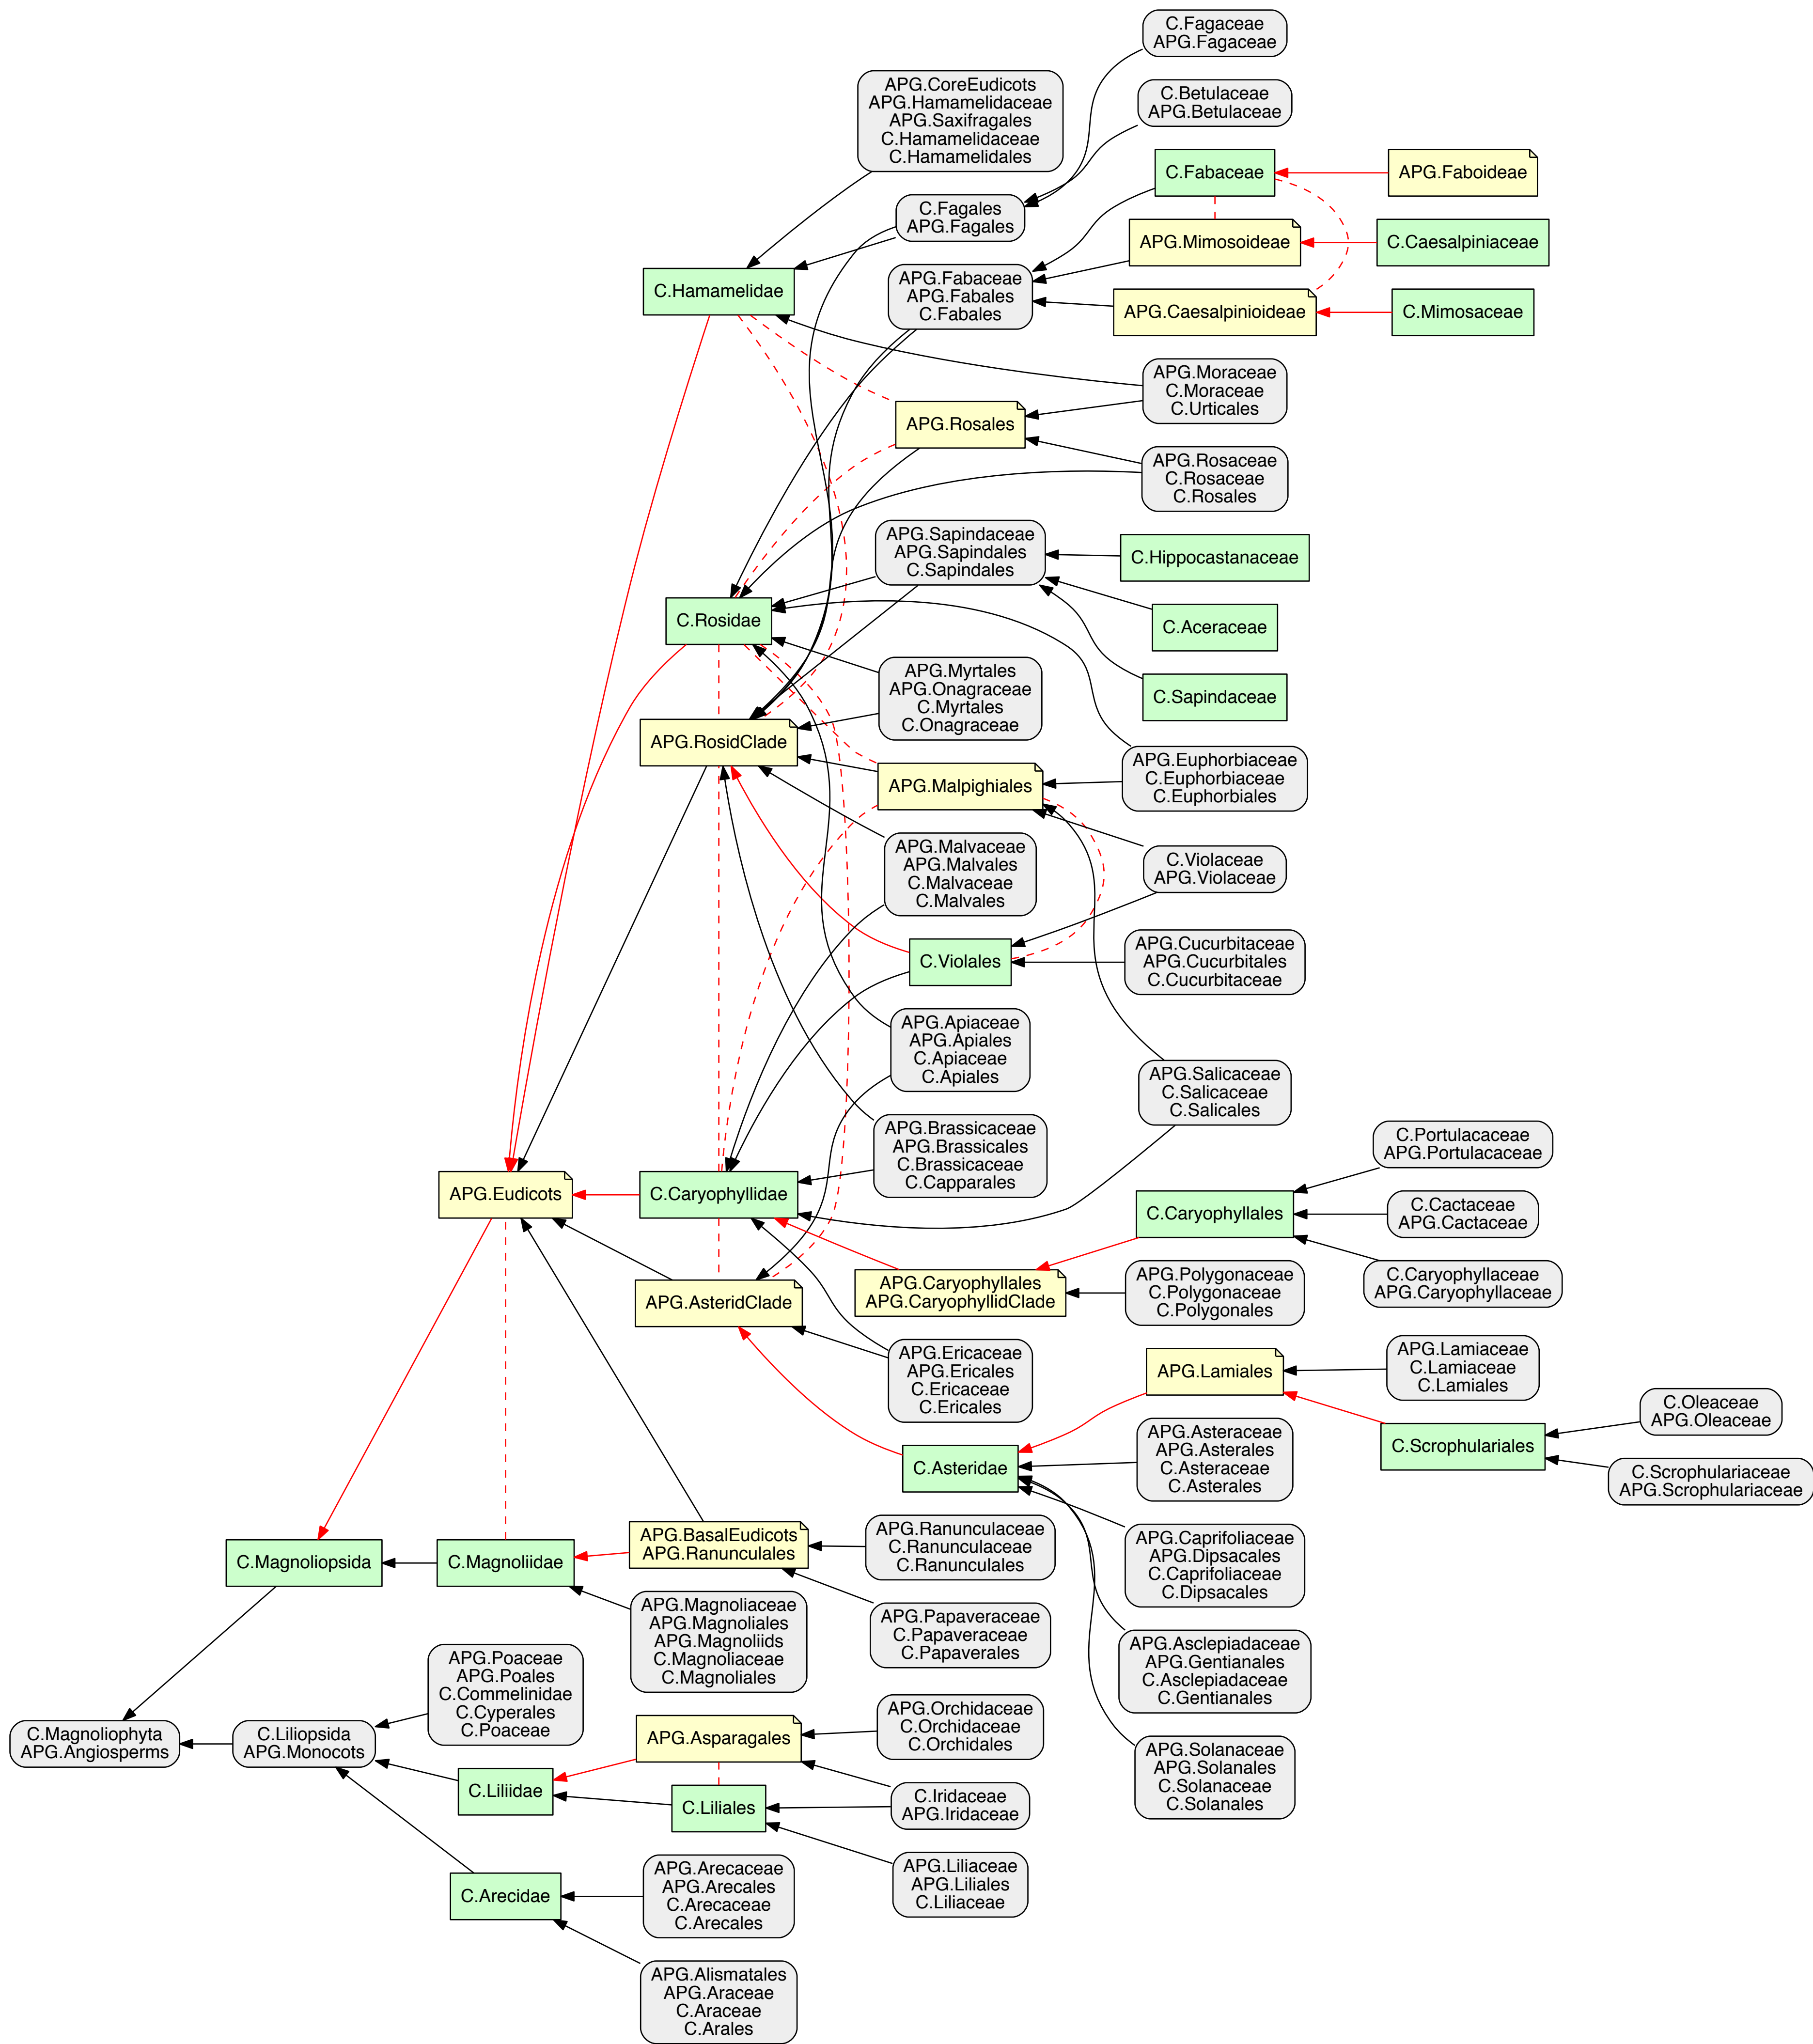 C.Fagaceae
APG.Fagaceae
APG.CoreEudicots
APG.Hamamelidaceae
APG.Saxifragales
C.Hamamelidaceae
C.Hamamelidales
C.Betulaceae
APG.Betulaceae
C.Fabaceae
APG.Faboideae
C.Fagales
APG.Fagales
APG.Mimosoideae
C.Caesalpiniaceae
C.Hamamelidae
APG.Fabaceae
APG.Fabales
C.Fabales
APG.Caesalpinioideae
C.Mimosaceae
APG.Moraceae
C.Moraceae
C.Urticales
APG.Rosales
APG.Rosaceae
C.Rosaceae
C.Rosales
APG.Sapindaceae
APG.Sapindales
C.Sapindales
C.Hippocastanaceae
C.Rosidae
C.Aceraceae
APG.Myrtales
APG.Onagraceae
C.Myrtales
C.Onagraceae
C.Sapindaceae
APG.RosidClade
APG.Malpighiales
APG.Euphorbiaceae
C.Euphorbiaceae
C.Euphorbiales
APG.Malvaceae
APG.Malvales
C.Malvaceae
C.Malvales
C.Violaceae
APG.Violaceae
C.Violales
APG.Cucurbitaceae
APG.Cucurbitales
C.Cucurbitaceae
APG.Apiaceae
APG.Apiales
C.Apiaceae
C.Apiales
APG.Salicaceae
C.Salicaceae
C.Salicales
APG.Brassicaceae
APG.Brassicales
C.Brassicaceae
C.Capparales
C.Portulacaceae
APG.Portulacaceae
APG.Eudicots
C.Caryophyllidae
C.Caryophyllales
C.Cactaceae
APG.Cactaceae
APG.AsteridClade
APG.Caryophyllales
APG.CaryophyllidClade
APG.Polygonaceae
C.Polygonaceae
C.Polygonales
C.Caryophyllaceae
APG.Caryophyllaceae
APG.Ericaceae
APG.Ericales
C.Ericaceae
C.Ericales
APG.Lamiales
APG.Lamiaceae
C.Lamiaceae
C.Lamiales
C.Oleaceae
APG.Oleaceae
C.Asteridae
APG.Asteraceae
APG.Asterales
C.Asteraceae
C.Asterales
C.Scrophulariales
C.Scrophulariaceae
APG.Scrophulariaceae
C.Magnoliopsida
C.Magnoliidae
APG.BasalEudicots
APG.Ranunculales
APG.Ranunculaceae
C.Ranunculaceae
C.Ranunculales
APG.Caprifoliaceae
APG.Dipsacales
C.Caprifoliaceae
C.Dipsacales
APG.Magnoliaceae
APG.Magnoliales
APG.Magnoliids
C.Magnoliaceae
C.Magnoliales
APG.Papaveraceae
C.Papaveraceae
C.Papaverales
APG.Asclepiadaceae
APG.Gentianales
C.Asclepiadaceae
C.Gentianales
APG.Poaceae
APG.Poales
C.Commelinidae
C.Cyperales
C.Poaceae
C.Magnoliophyta
APG.Angiosperms
C.Liliopsida
APG.Monocots
APG.Asparagales
APG.Orchidaceae
C.Orchidaceae
C.Orchidales
APG.Solanaceae
APG.Solanales
C.Solanaceae
C.Solanales
C.Liliidae
C.Liliales
C.Iridaceae
APG.Iridaceae
C.Arecidae
APG.Arecaceae
APG.Arecales
C.Arecaceae
C.Arecales
APG.Liliaceae
APG.Liliales
C.Liliaceae
APG.Alismatales
APG.Araceae
C.Araceae
C.Arales